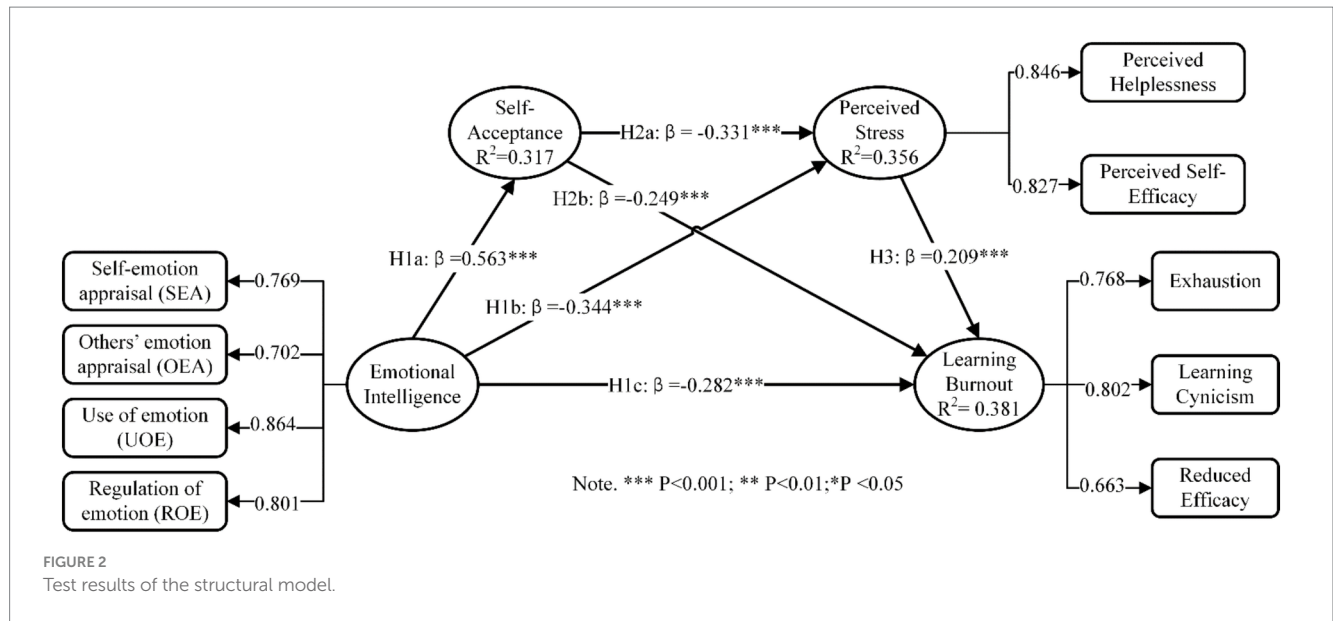 Self-
Acceptance
R²=0.317
H2a: β = -0.331***
Perceived
Stress
R²=0.356
0.846
Perceived
Helplessness
0.827
Perceived Self-
Efficacy
H2b: β =-0.249***
H1a: β=0.563***
H1b: β =-0.344***
H3: β=0.209***
Self-emotion
appraisal (SEA)
0.769
Others' emotion
appraisal (OEA)
0.702
Use of emotion
(UOE)
0.864
Regulation of
emotion (ROE)
0.801
Emotional
Intelligence
H1c: β =-0.282***
Learning
Burnout
R²= 0.381
0.768
Exhaustion
0.802
Learning
Cynicism
0.663
Reduced
Efficacy
Note. *** P<0.001; ** P<0.01;*P <0.05
FIGURE 2
Test results of the structural model.